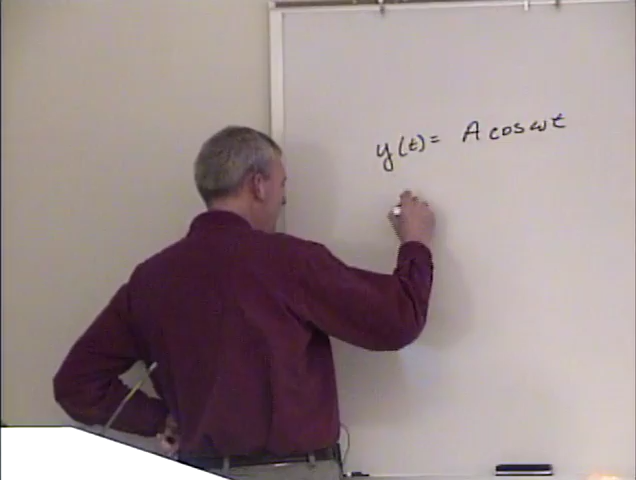 y(t) = A cos ωt